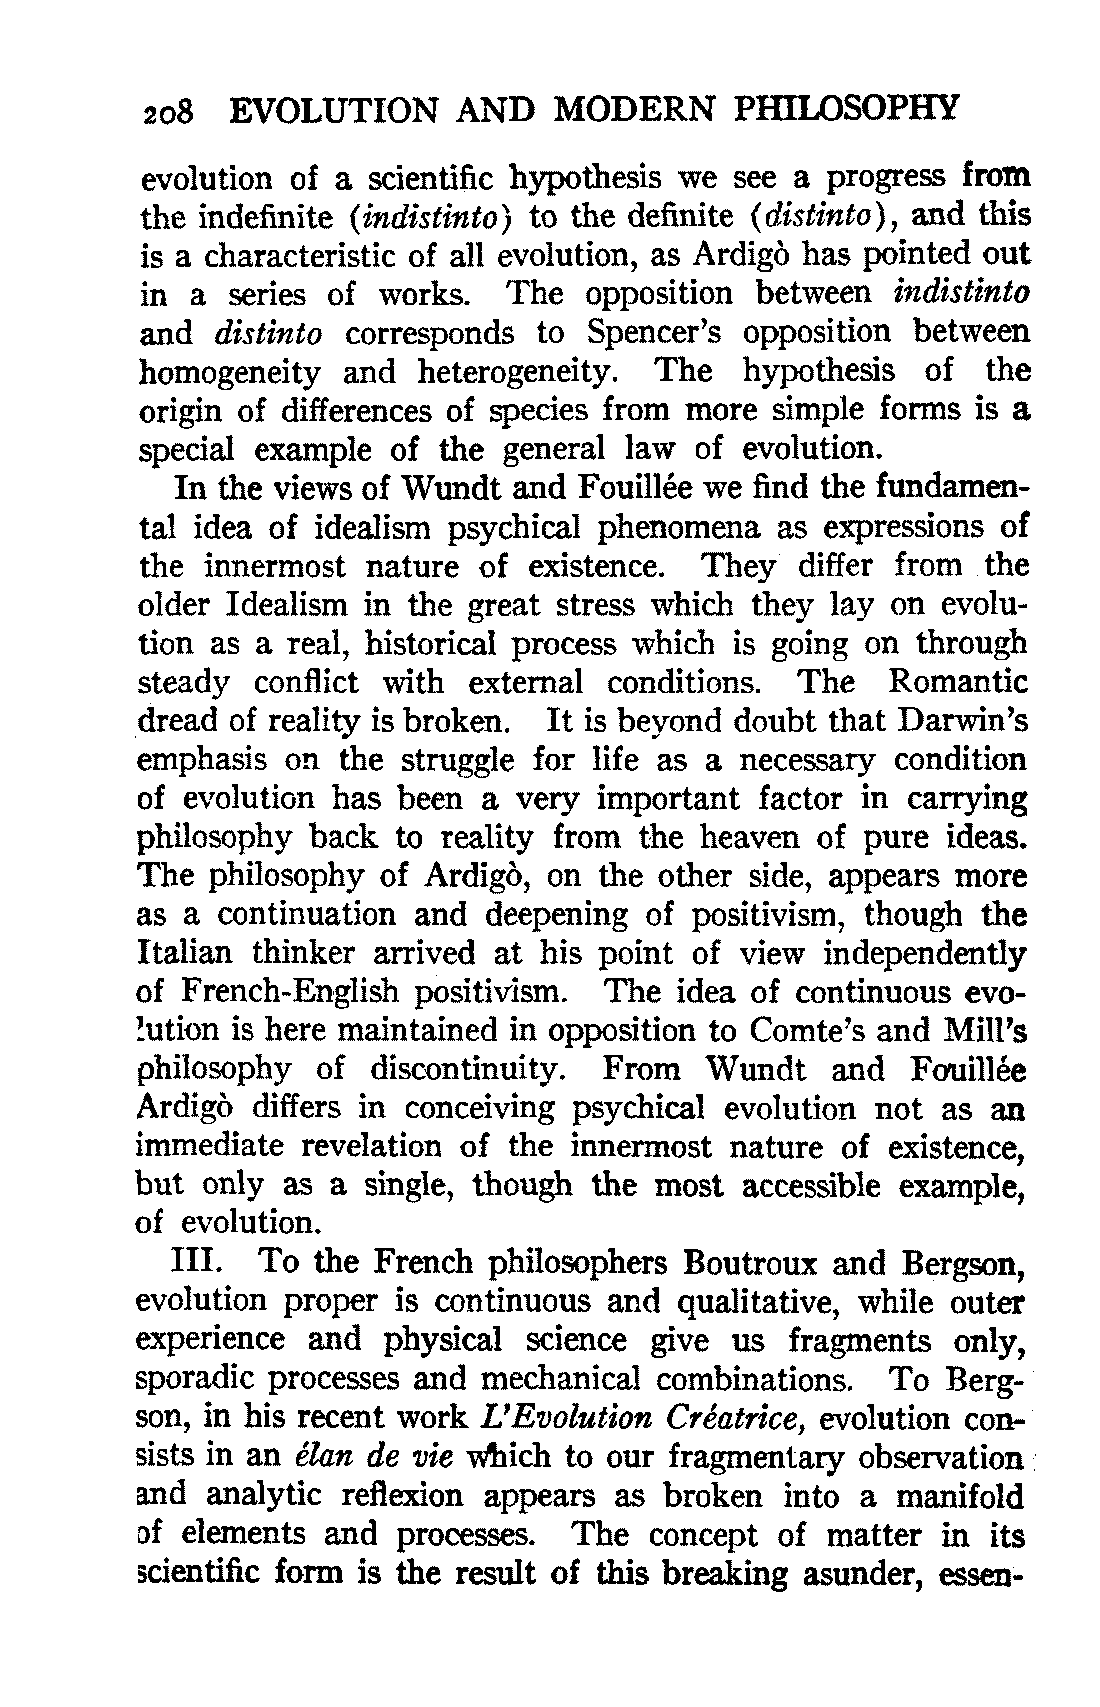 208 EVOLUTION AND MODERN PHILOSOPHY
evolution of a scientific hypothesis we see a progress from
the indefinite (indistinto) to the definite (distinto), and this
is a characteristic of all evolution, as Ardigò has pointed out
in a series of works. The opposition between indistinto
and distinto corresponds to Spencer's opposition between
homogeneity and heterogeneity. The hypothesis of the
origin of differences of species from more simple forms is a
special example of the general law of evolution.
In the views of Wundt and Fouillée we find the fundamen-
tal idea of idealism psychical phenomena as expressions of
the innermost nature of existence. They differ from the
older Idealism in the great stress which they lay on evolu-
tion as a real, historical process which is going on through
steady conflict with external conditions. The Romantic
dread of reality is broken. It is beyond doubt that Darwin's
emphasis on the struggle for life as a necessary condition
of evolution has been a very important factor in carrying
philosophy back to reality from the heaven of pure ideas.
The philosophy of Ardigò, on the other side, appears more
as a continuation and deepening of positivism, though the
Italian thinker arrived at his point of view independently
of French-English positivism. The idea of continuous evo-
lution is here maintained in opposition to Comte's and Mill's
philosophy of discontinuity. From Wundt and Fouillée
Ardigò differs in conceiving psychical evolution not as an
immediate revelation of the innermost nature of existence,
but only as a single, though the most accessible example,
of evolution.
III. To the French philosophers Boutroux and Bergson,
evolution proper is continuous and qualitative, while outer
experience and physical science give us fragments only,
sporadic processes and mechanical combinations. To Berg-
son, in his recent work L'Evolution Créatrice, evolution con-
sists in an élan de vie which to our fragmentary observation
and analytic reflexion appears as broken into a manifold
of elements and processes. The concept of matter in its
scientific form is the result of this breaking asunder, essen-